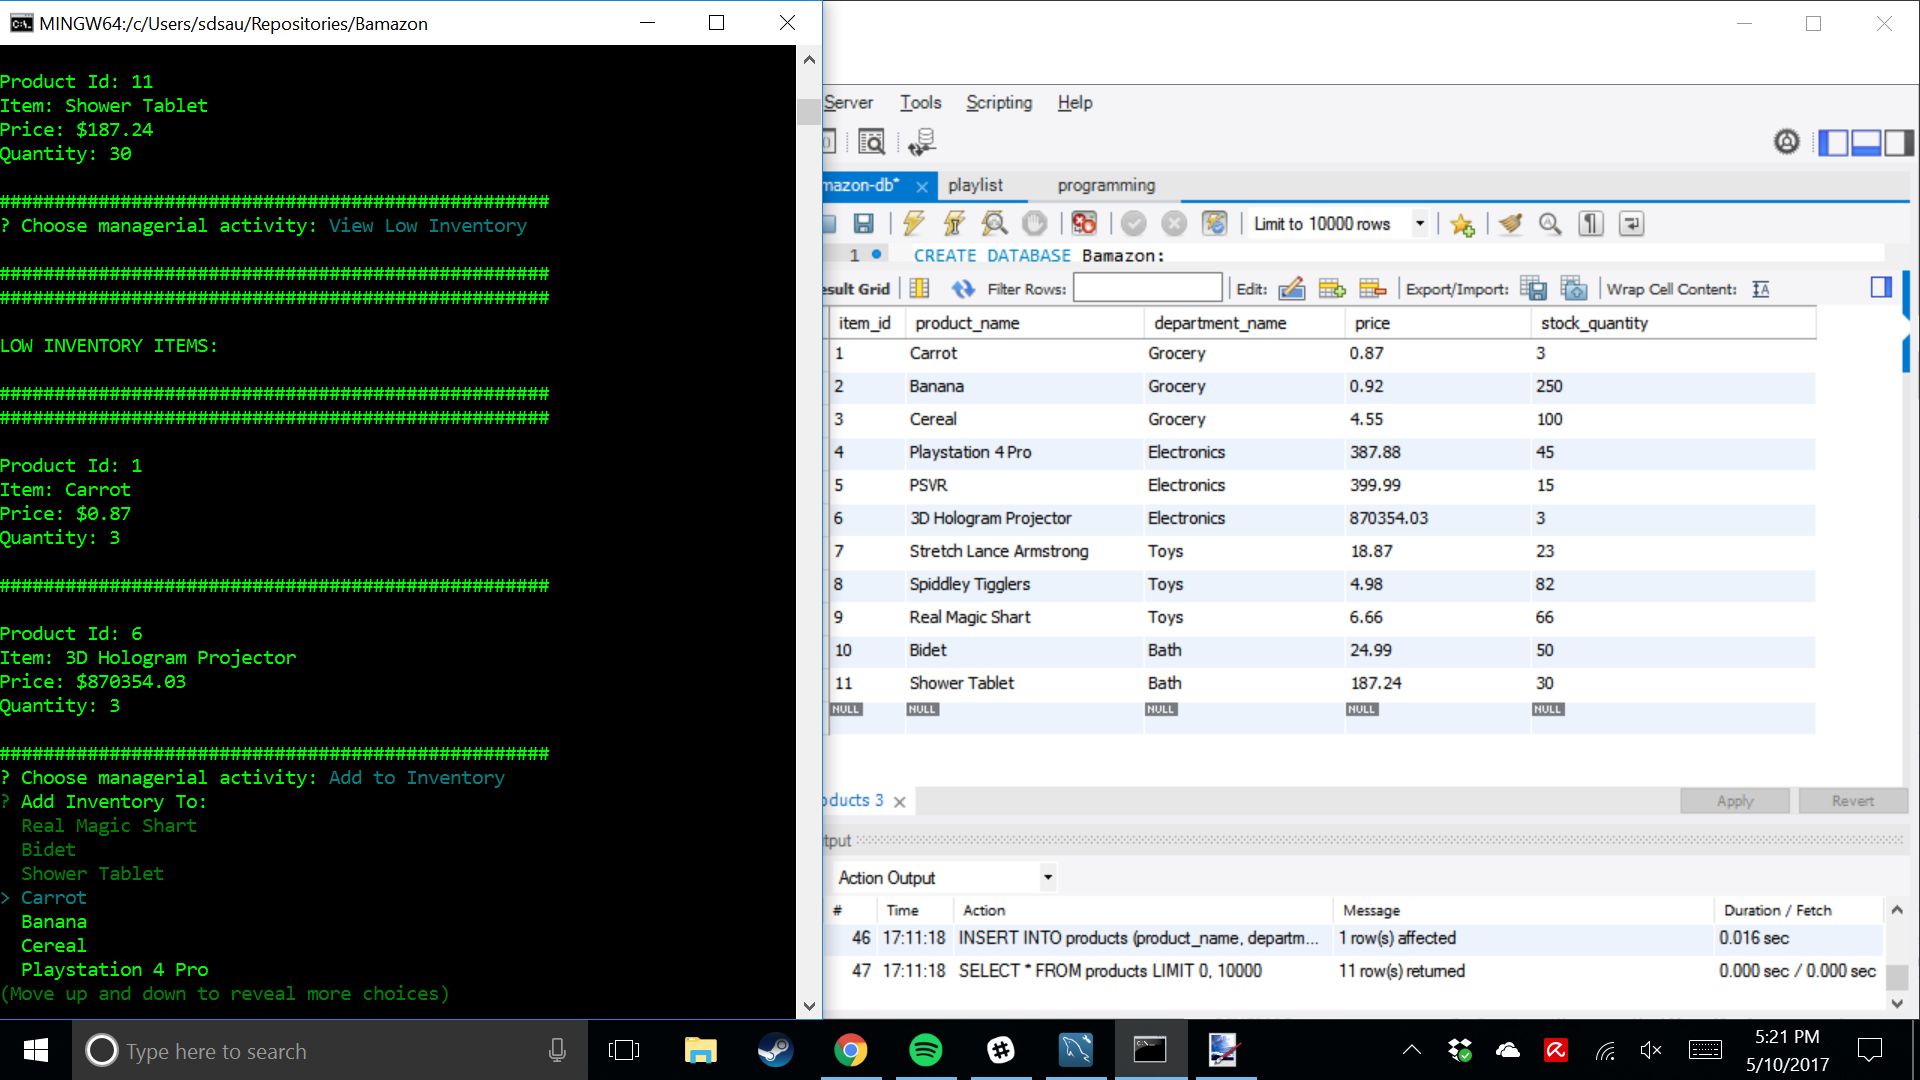 MINGW64:/c/Users/sdsau/Repositories/Bamazon
Product Id: 11
Item: Shower Tablet
Price: $187.24
Quantity: 30
##################################################
? Choose managerial activity: View Low Inventory
##################################################
##################################################
LOW INVENTORY ITEMS:
##################################################
##################################################
Product Id: 1
Item: Carrot
Price: $0.87
Quantity: 3
##################################################
Product Id: 6
Item: 3D Hologram Projector
Price: $870354.03
Quantity: 3
##################################################
? Choose managerial activity: Add to Inventory
? Add Inventory To:
Real Magic Shart
Bidet
Shower Tablet
> Carrot
Banana
Cereal
Playstation 4 Pro
(Move up and down to reveal more choices)
Server Tools Scripting Help
mazon-db* playlist programming
Limit to 10000 rows
1 CREATE DATABASE Bamazon:
esult Grid Filter Rows: Edit: Export/Import: Wrap Cell Content:
item_id product_name department_name price stock_quantity
1 Carrot Grocery 0.87 3
2 Banana Grocery 0.92 250
3 Cereal Grocery 4.55 100
4 Playstation 4 Pro Electronics 387.88 45
5 PSVR Electronics 399.99 15
6 3D Hologram Projector Electronics 870354.03 3
7 Stretch Lance Armstrong Toys 18.87 23
8 Spiddley Tigglers Toys 4.98 82
9 Real Magic Shart Toys 6.66 66
10 Bidet Bath 24.99 50
11 Shower Tablet Bath 187.24 30
NULL NULL NULL NULL NULL
oducts 3 Apply Revert
tput
Action Output
# Time Action Message Duration / Fetch
46 17:11:18 INSERT INTO products (product_name, departm... 1 row(s) affected 0.016 sec
47 17:11:18 SELECT * FROM products LIMIT 0, 10000 11 row(s) returned 0.000 sec / 0.000 sec
Type here to search
5:21 PM
5/10/2017